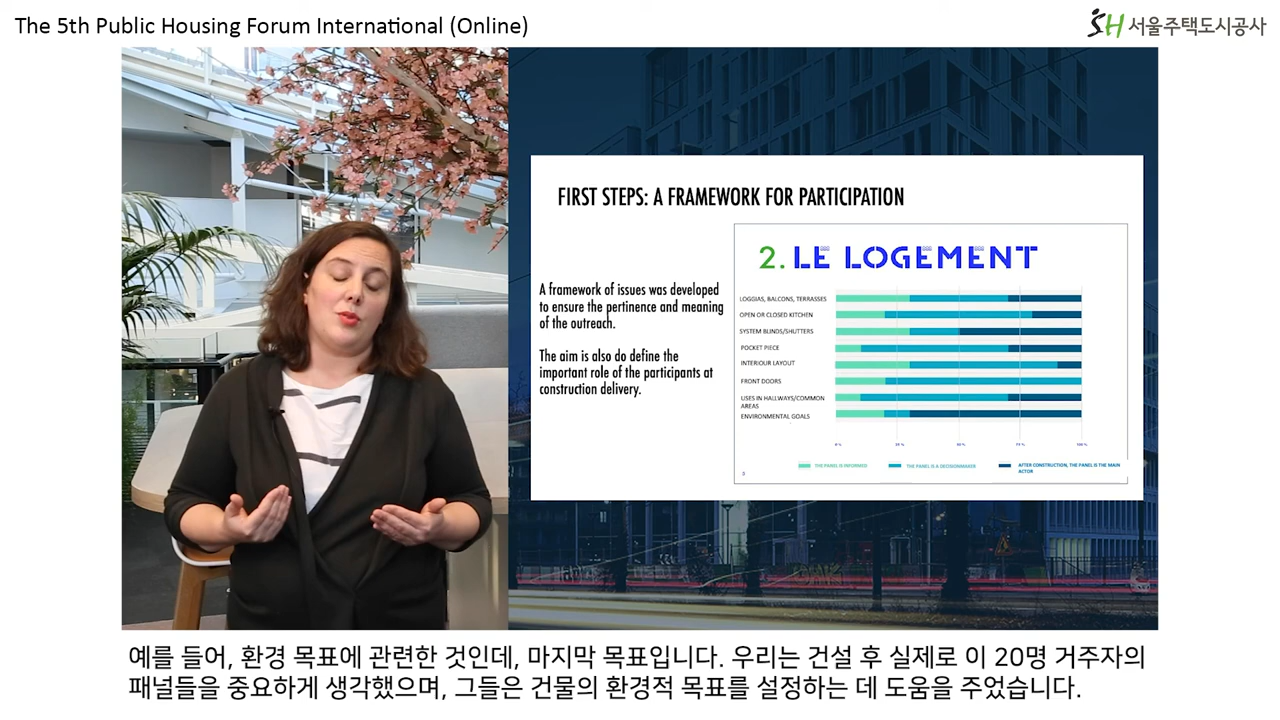 The 5th Public Housing Forum International (Online)
SH 서울주택도시공사
FIRST STEPS: A FRAMEWORK FOR PARTICIPATION
A framework of issues was developed
to ensure the pertinence and meaning
of the outreach.
The aim is also do define the
important role of the participants at
construction delivery.
2. LE LOGEMENT
LOGGIAS, BALCONS, TERRASSES
OPEN OR CLOSED KITCHEN
SYSTEM BLINDS/SHUTTERS
POCKET PIECE
INTERIOUR LAYOUT
FRONT DOORS
USES IN HALLWAYS/COMMON
AREAS
ENVIRONMENTAL GOALS
0 % 25 % 50 % 75 % 100 %
THE PANEL IS INFORMED THE PANEL IS A DECISIONMAKER AFTER CONSTRUCTION, THE PANEL IS THE MAIN
ACTOR
예를 들어, 환경 목표에 관련한 것인데, 마지막 목표입니다. 우리는 건설 후 실제로 이 20명 거주자의
패널들을 중요하게 생각했으며, 그들은 건물의 환경적 목표를 설정하는 데 도움을 주었습니다.